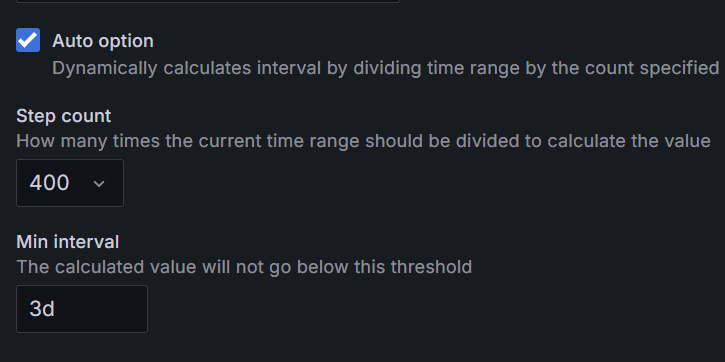 Auto option
Dynamically calculates interval by dividing time range by the count specified
Step count
How many times the current time range should be divided to calculate the value
400
Min interval
The calculated value will not go below this threshold
3d